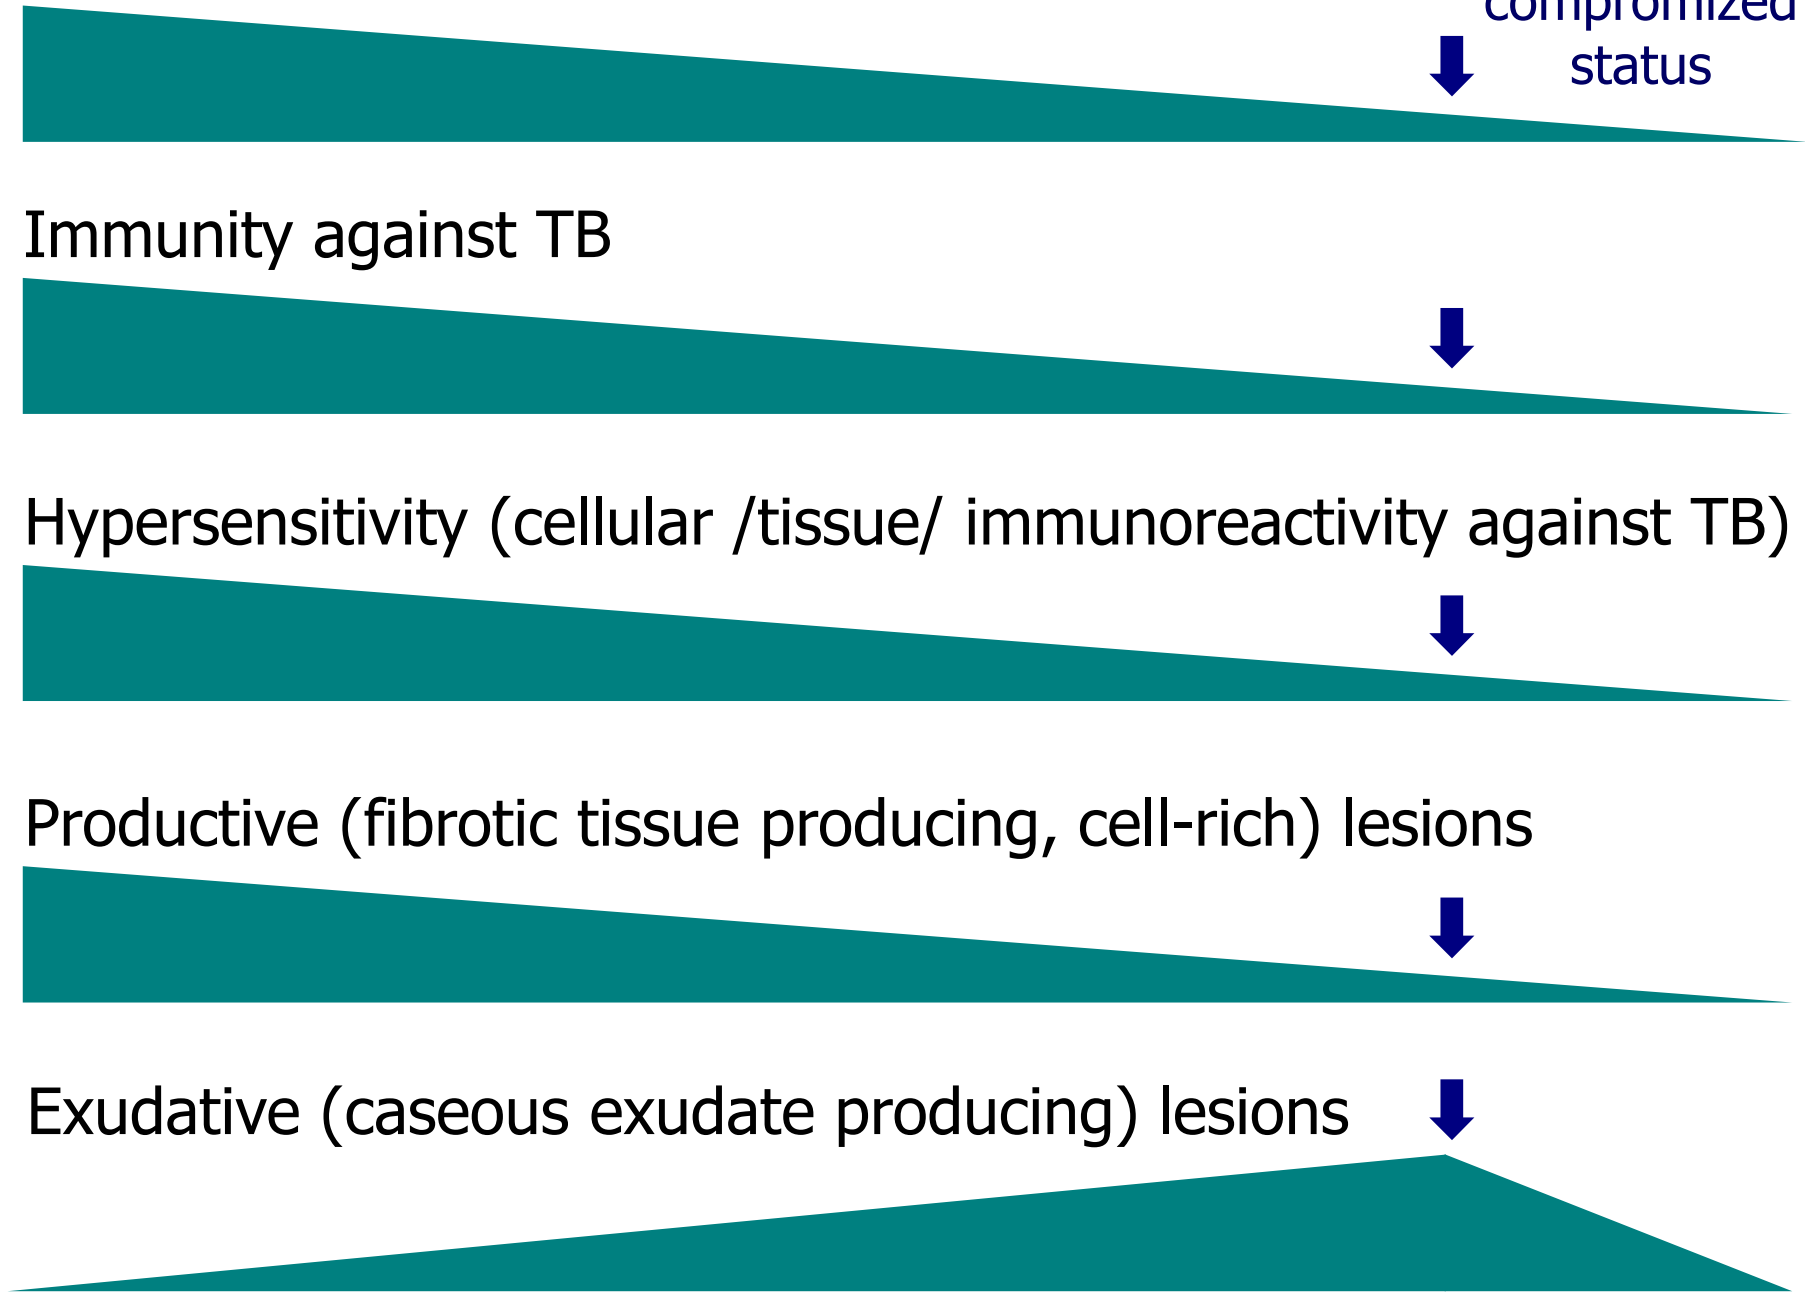 compromized
status
Immunity against TB
Hypersensitivity (cellular /tissue/ immunoreactivity against TB)
Productive (fibrotic tissue producing, cell-rich) lesions
Exudative (caseous exudate producing) lesions